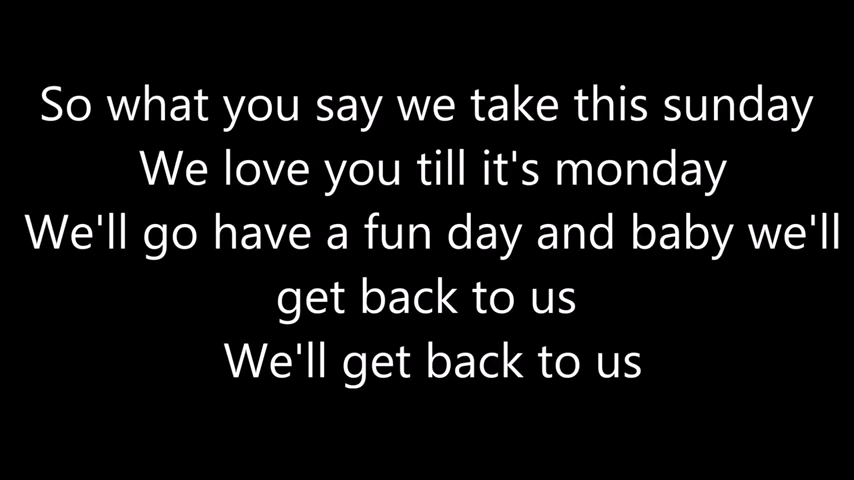 So what you say we take this sunday
We love you till it's monday
We'll go have a fun day and baby we'll
get back to us
We'll get back to us